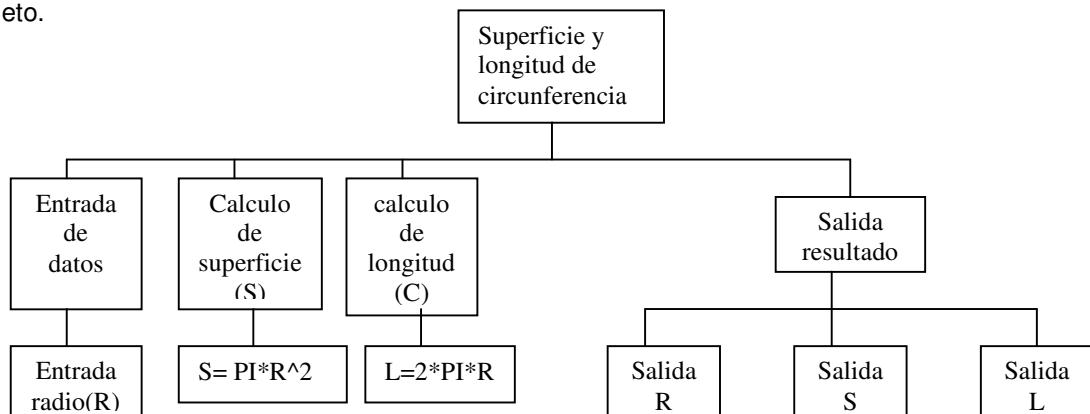 eto.
Superficie y
longitud de
circunferencia
Entrada
de
datos
Calculo
de
superficie
(S)
calculo
de
longitud
(C)
Salida
resultado
Entrada
radio(R)
S= PI*R^2
L=2*PI*R
Salida
R
Salida
S
Salida
L